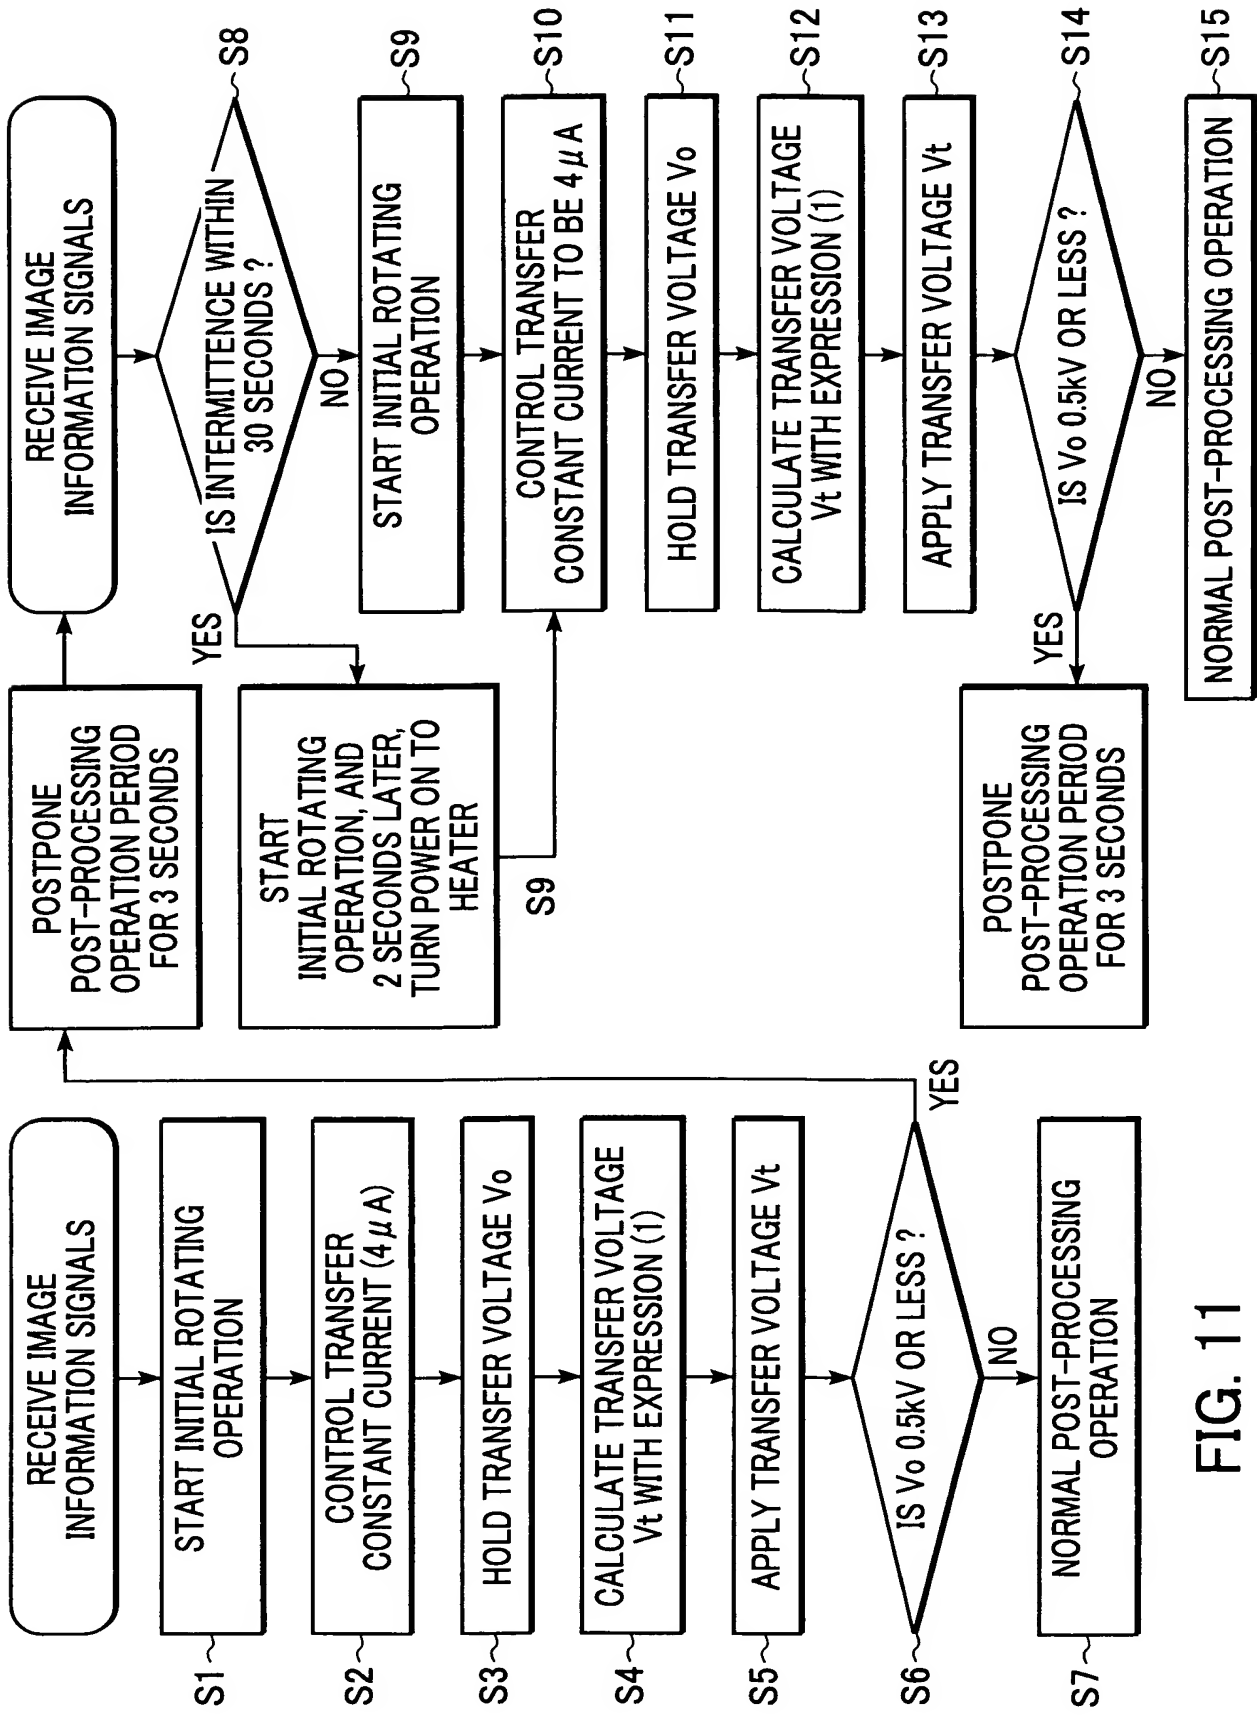 RECEIVE IMAGE
INFORMATION SIGNALS
S1
START INITIAL ROTATING
OPERATION
S2
CONTROL TRANSFER
CONSTANT CURRENT (4μA)
S3
HOLD TRANSFER VOLTAGE Vo
S4
CALCULATE TRANSFER VOLTAGE
Vt WITH EXPRESSION (1)
S5
APPLY TRANSFER VOLTAGE Vt
S6
IS Vo 0.5kV OR LESS ?
YES
NO
S7
NORMAL POST-PROCESSING
OPERATION
POSTPONE
POST-PROCESSING
OPERATION PERIOD
FOR 3 SECONDS
RECEIVE IMAGE
INFORMATION SIGNALS
IS INTERMITTENCE WITHIN
30 SECONDS ?
S8
YES
NO
START
INITIAL ROTATING
OPERATION, AND
2 SECONDS LATER,
TURN POWER ON TO
HEATER
S9
START INITIAL ROTATING
OPERATION
S9
CONTROL TRANSFER
CONSTANT CURRENT TO BE 4μA
S10
HOLD TRANSFER VOLTAGE Vo
S11
CALCULATE TRANSFER VOLTAGE
Vt WITH EXPRESSION (1)
S12
APPLY TRANSFER VOLTAGE Vt
S13
IS Vo 0.5kV OR LESS ?
S14
YES
NO
POSTPONE
POST-PROCESSING
OPERATION PERIOD
FOR 3 SECONDS
NORMAL POST-PROCESSING OPERATION
S15
FIG. 11